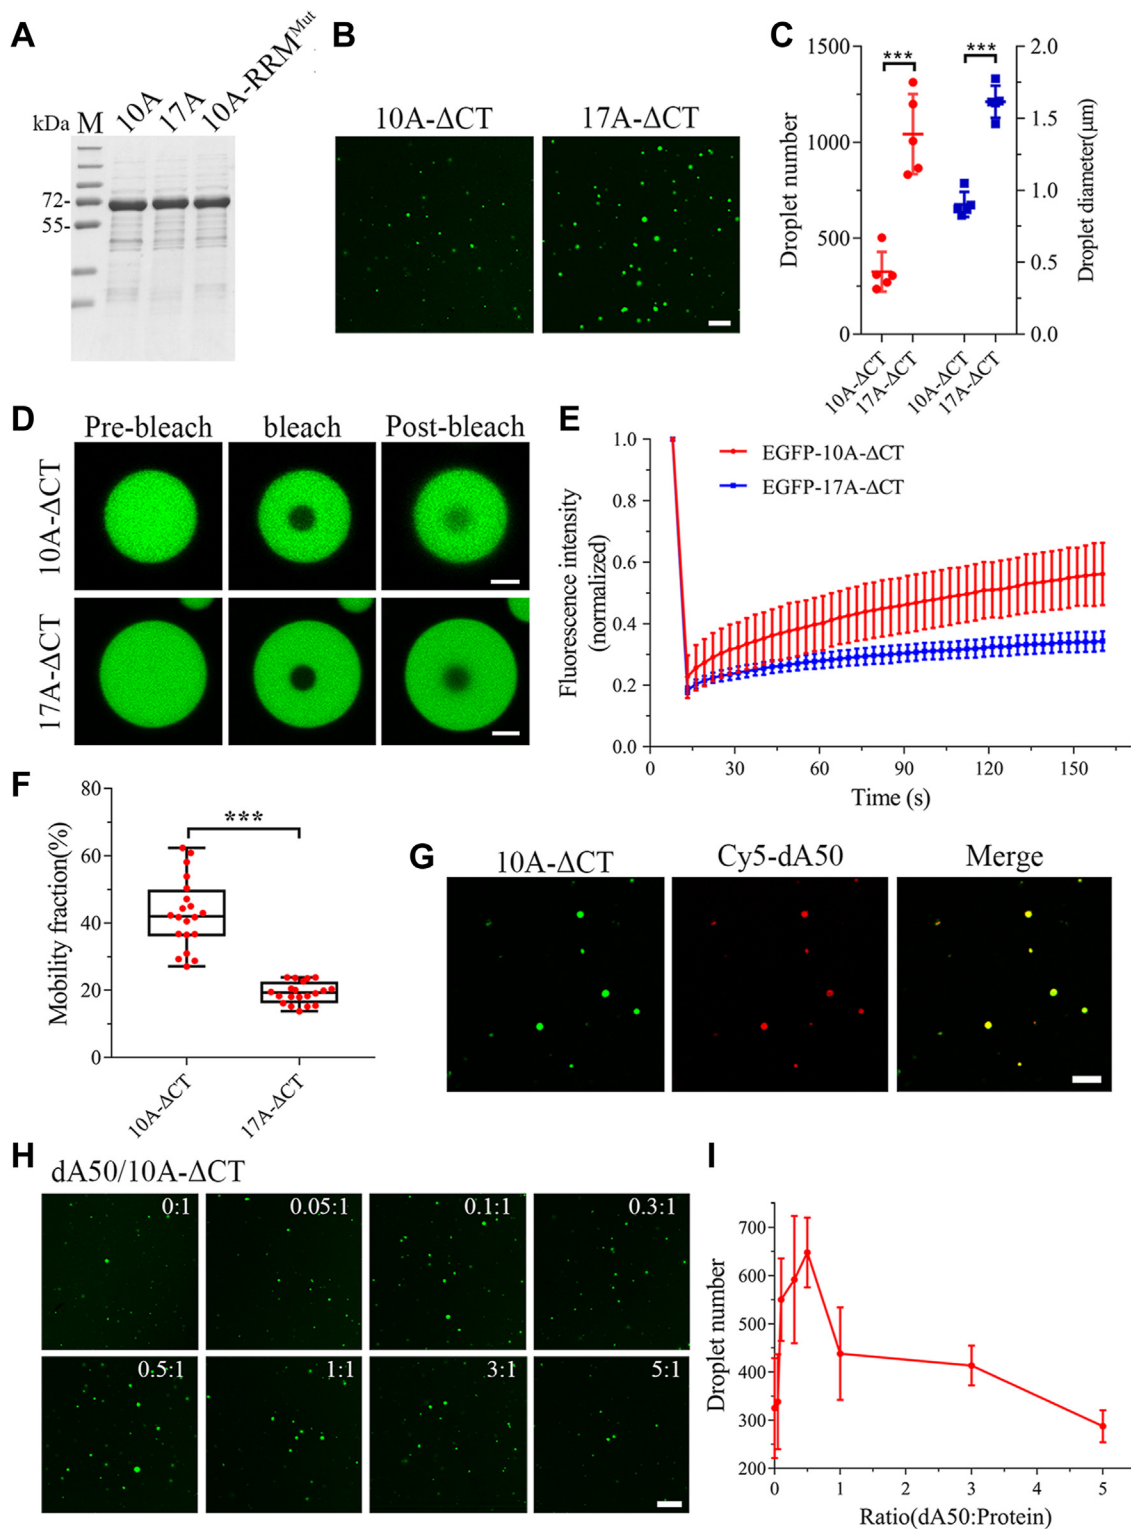 A
10A
17A
10A-RRM^Mut
kDa
M
72-
55-
B
10A-ΔCT
17A-ΔCT
C
1500
1000
500
0
Droplet number
***
***
2.0
1.5
1.0
0.5
0.0
Droplet diameter(μm)
10A-ΔCT
17A-ΔCT
10A-ΔCT
17A-ΔCT
D
Pre-bleach
bleach
Post-bleach
10A-ΔCT
17A-ΔCT
E
Fluorescence intensity
(normalized)
1.0
0.8
0.6
0.4
0.2
0.0
EGFP-10A-ΔCT
EGFP-17A-ΔCT
0
30
60
90
120
150
Time (s)
F
Mobility fraction(%)
80
60
40
20
0
***
10A-ΔCT
17A-ΔCT
G
10A-ΔCT
Cy5-dA50
Merge
H
dA50/10A-ΔCT
0:1
0.05:1
0.1:1
0.3:1
0.5:1
1:1
3:1
5:1
I
Droplet number
700
600
500
400
300
200
0
1
2
3
4
5
Ratio(dA50:Protein)